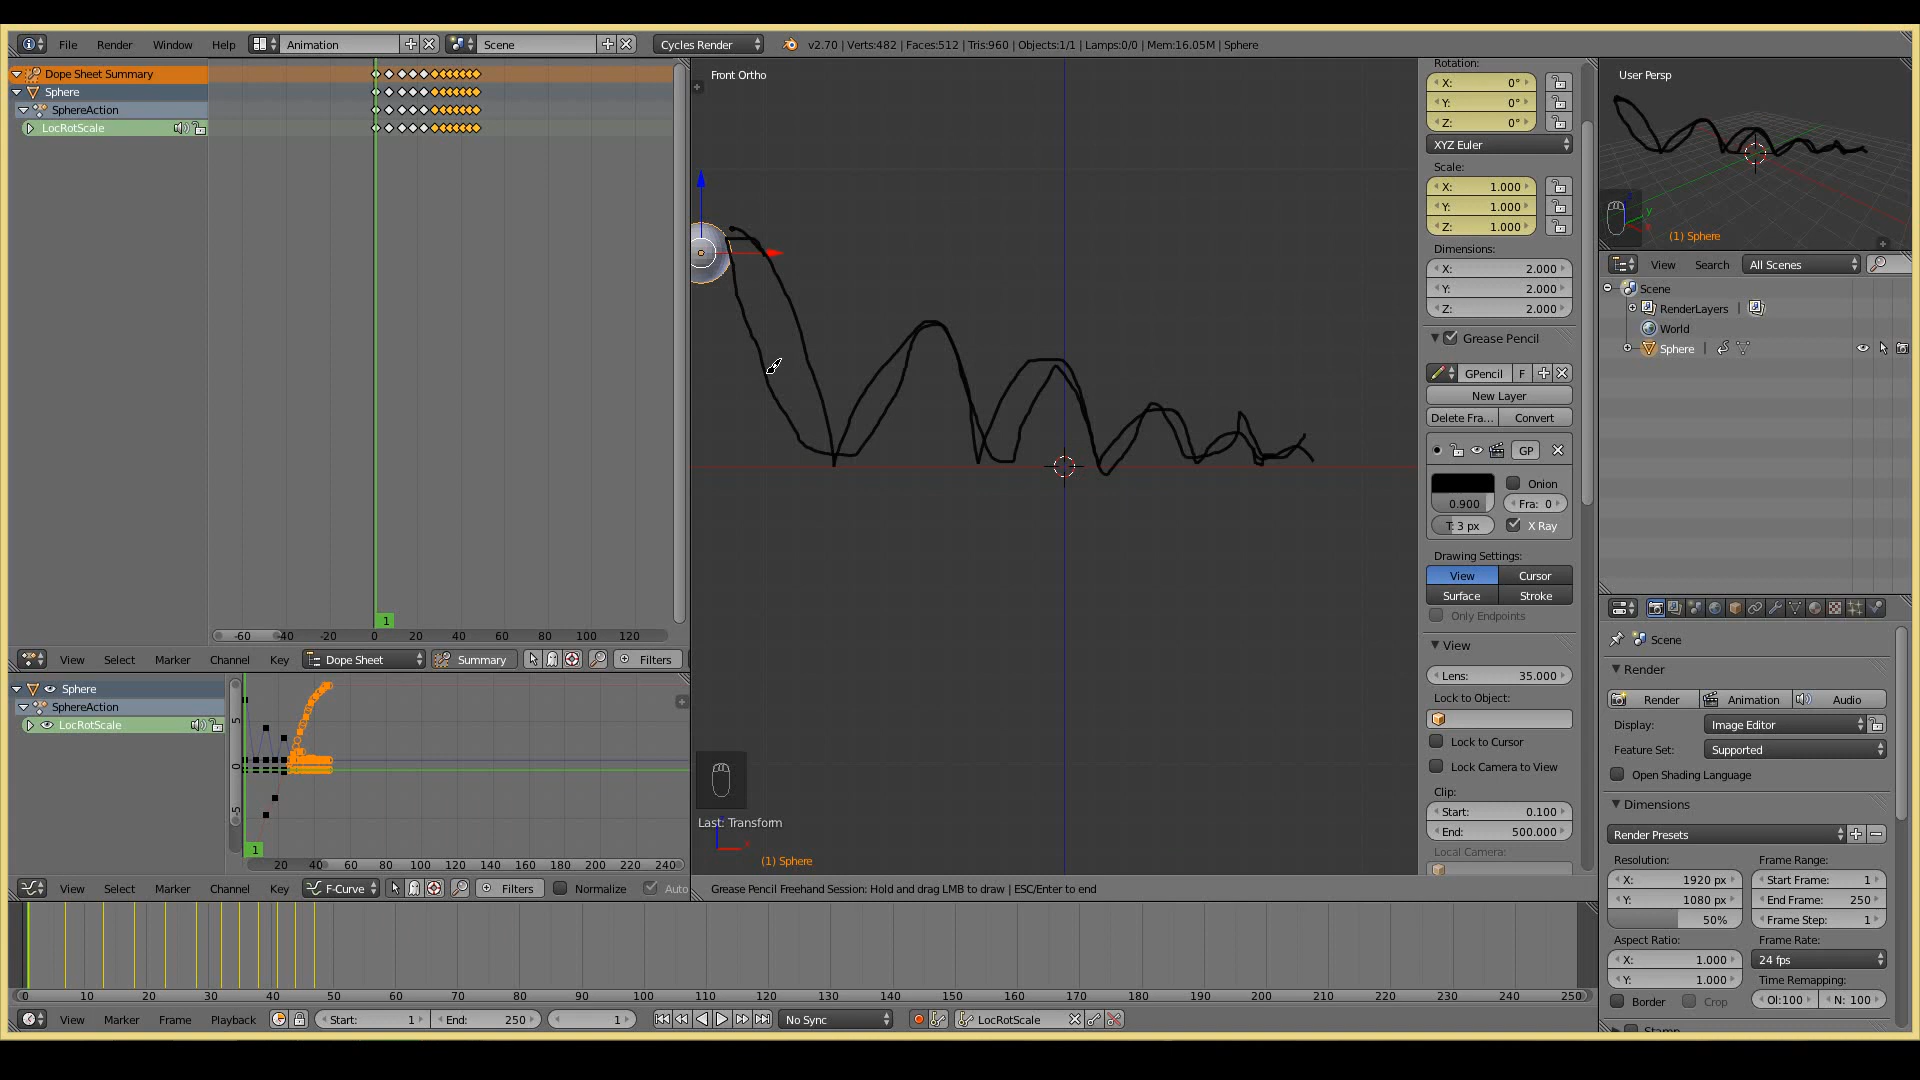 File Render Window Help Animation Scene Cycles Render v2.70 | Verts:482 | Faces:512 | Tris:960 | Objects:1/1 | Lamps:0/0 | Mem:16.05M | Sphere
Dope Sheet Summary
Sphere
SphereAction
LocRotScale
1
-60 -40 -20 0 20 40 60 80 100 120
View Select Marker Channel Key Dope Sheet Summary Filters
Sphere
SphereAction
LocRotScale
5
0
-5
1
20 40 60 80 100 120 140 160 180 200 220 240
View Select Marker Channel Key F-Curve Filters Normalize Auto
Front Ortho
Last: Transform
(1) Sphere
Grease Pencil Freehand Session: Hold and drag LMB to draw | ESC/Enter to end
Rotation:
X: 0°
Y: 0°
Z: 0°
XYZ Euler
Scale:
X: 1.000
Y: 1.000
Z: 1.000
Dimensions:
X: 2.000
Y: 2.000
Z: 2.000
Grease Pencil
GPencil F
New Layer
Delete Fra... Convert
GP
Onion
0.900 Fra: 0
T: 3 px X Ray
Drawing Settings:
View Cursor
Surface Stroke
Only Endpoints
View
Lens: 35.000
Lock to Object:
Lock to Cursor
Lock Camera to View
Clip:
Start: 0.100
End: 500.000
Local Camera:
User Persp
y
(1) Sphere
View Search All Scenes
Scene
RenderLayers |
World
Sphere |
Scene
Render
Render Animation Audio
Display: Image Editor
Feature Set: Supported
Open Shading Language
Dimensions
Render Presets
Resolution: Frame Range:
X: 1920 px Start Frame: 1
Y: 1080 px End Frame: 250
50% Frame Step: 1
Aspect Ratio: Frame Rate:
X: 1.000 24 fps
Y: 1.000 Time Remapping:
Border Crop Ol:100 N: 100
Stamp
0 10 20 30 40 50 60 70 80 90 100 110 120 130 140 150 160 170 180 190 200 210 220 230 240 250
View Marker Frame Playback Start: 1 End: 250 1 No Sync LocRotScale